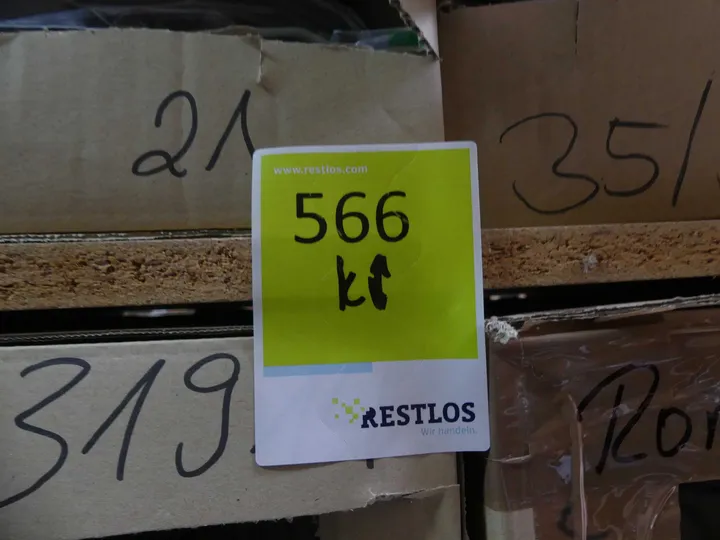 21
35/
www.restlos.com
566
319
RESTLOS
Wir handeln.